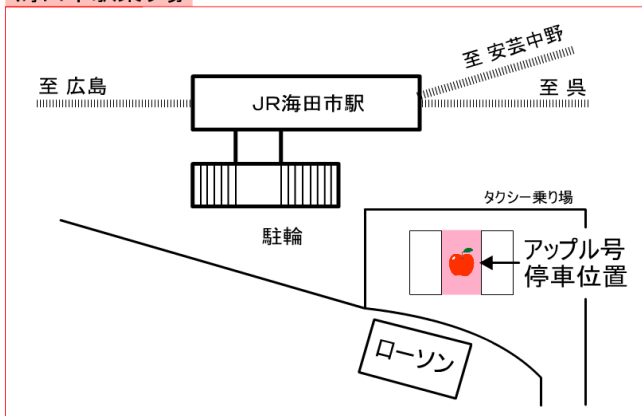 至 安芸中野
至 広島
JR海田市駅
至 呉
タクシー乗り場
駐輪
アップル号
停車位置
ローソン